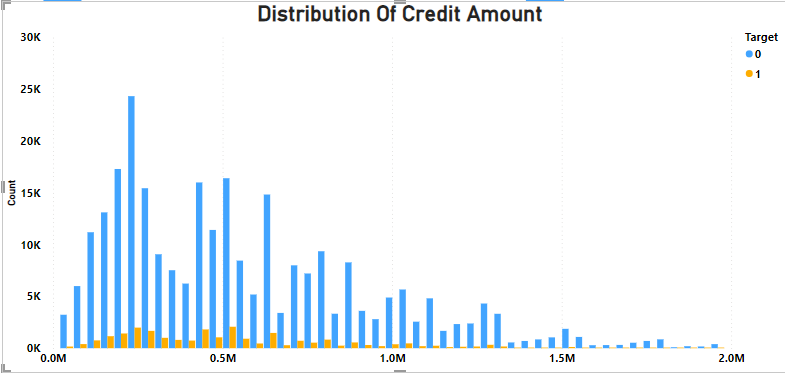 Distribution Of Credit Amount
Target
0
1
30K
25K
20K
15K
10K
5K
0K
Count
0.0M 0.5M 1.0M 1.5M 2.0M